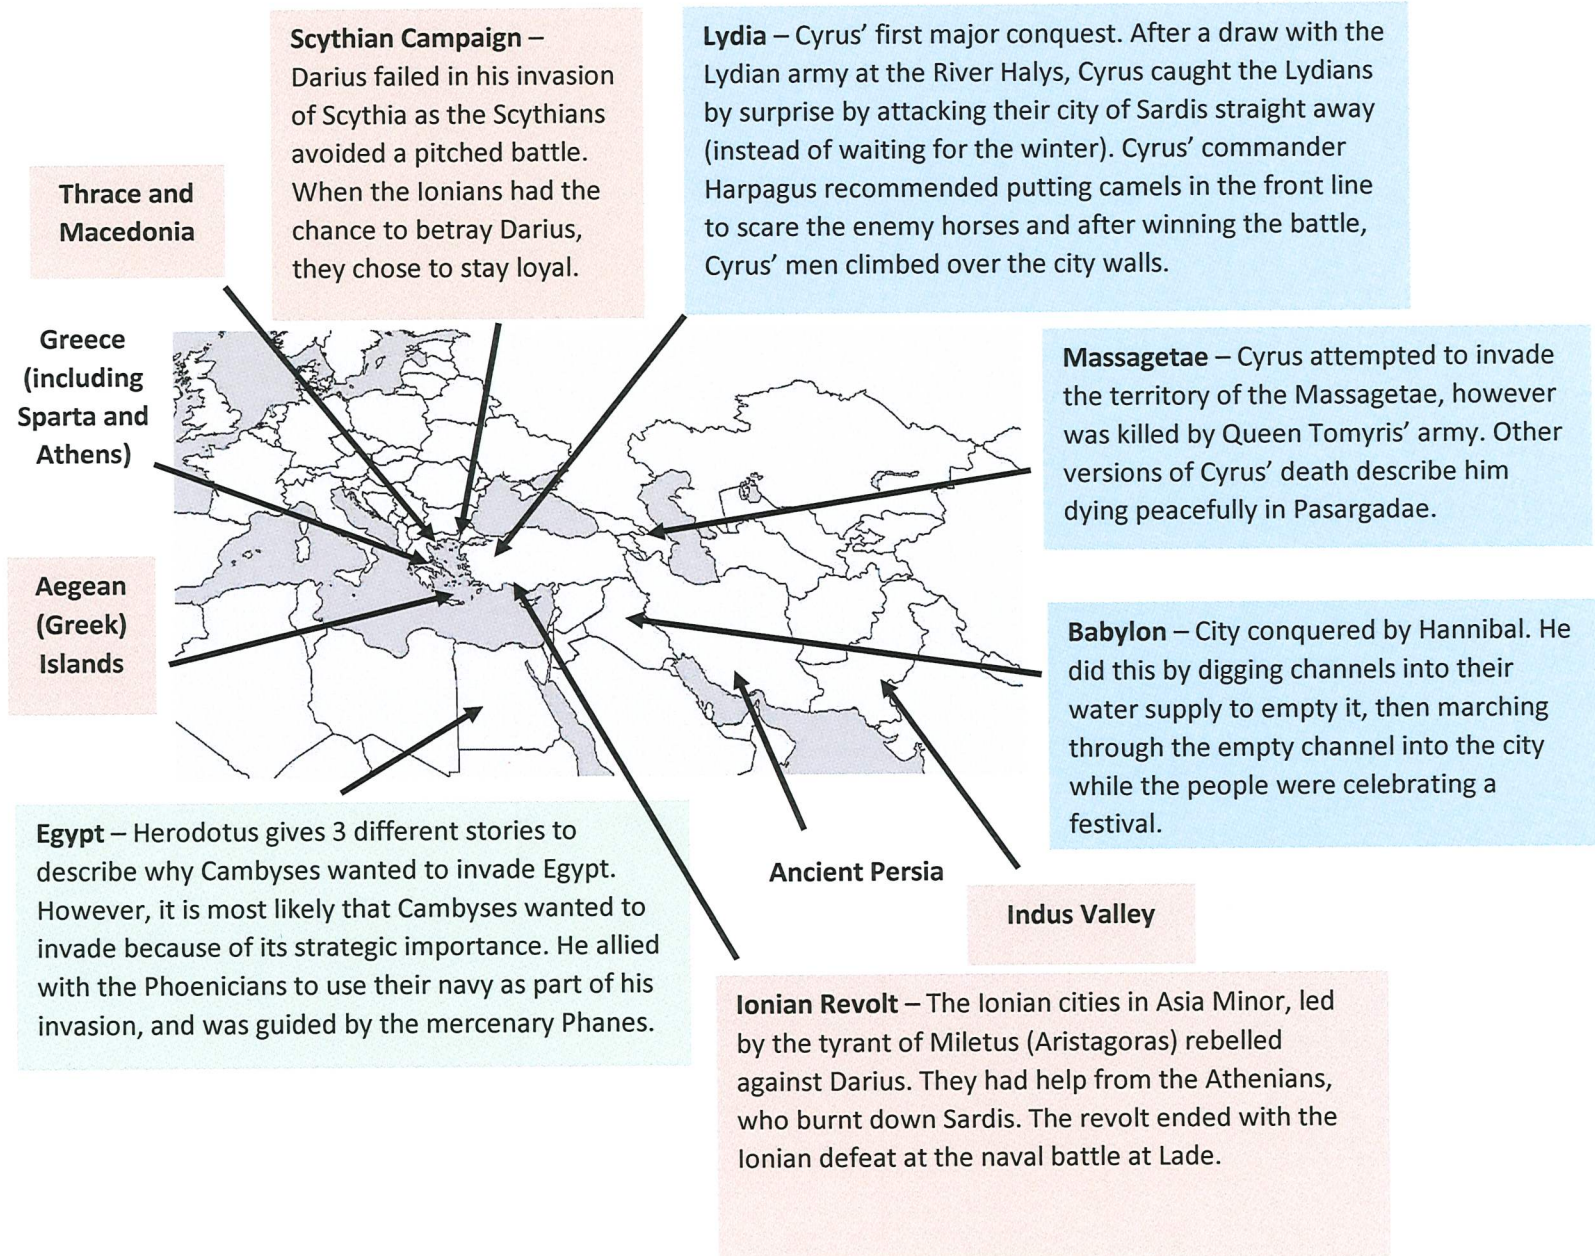 Scythian Campaign –
Darius failed in his invasion
of Scythia as the Scythians
avoided a pitched battle.
When the Ionians had the
chance to betray Darius,
they chose to stay loyal.
Lydia – Cyrus’ first major conquest. After a draw with the
Lydian army at the River Halys, Cyrus caught the Lydians
by surprise by attacking their city of Sardis straight away
(instead of waiting for the winter). Cyrus’ commander
Harpagus recommended putting camels in the front line
to scare the enemy horses and after winning the battle,
Cyrus’ men climbed over the city walls.
Thrace and
Macedonia
Greece
(including
Sparta and
Athens)
Massagetae – Cyrus attempted to invade
the territory of the Massagetae, however
was killed by Queen Tomyris’ army. Other
versions of Cyrus’ death describe him
dying peacefully in Pasargadae.
Aegean
(Greek)
Islands
Babylon – City conquered by Hannibal. He
did this by digging channels into their
water supply to empty it, then marching
through the empty channel into the city
while the people were celebrating a
festival.
Egypt – Herodotus gives 3 different stories to
describe why Cambyses wanted to invade Egypt.
However, it is most likely that Cambyses wanted to
invade because of its strategic importance. He allied
with the Phoenicians to use their navy as part of his
invasion, and was guided by the mercenary Phanes.
Ancient Persia
Indus Valley
Ionian Revolt – The Ionian cities in Asia Minor, led
by the tyrant of Miletus (Aristagoras) rebelled
against Darius. They had help from the Athenians,
who burnt down Sardis. The revolt ended with the
Ionian defeat at the naval battle at Lade.